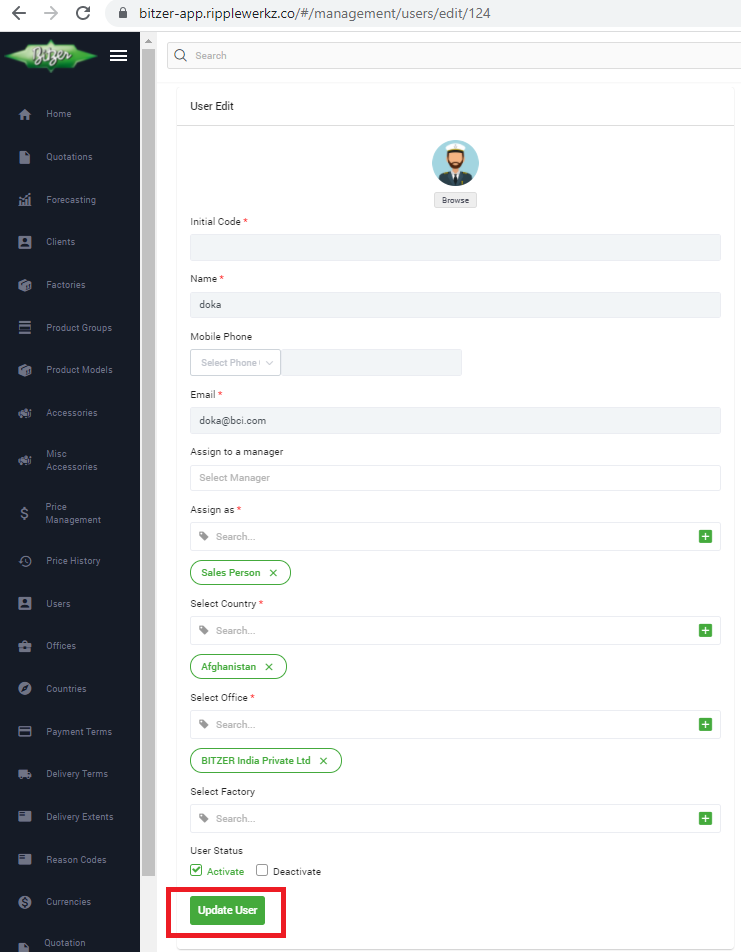 bitzer-app.ripplewerkz.co/#/management/users/edit/124
Bitzer
Search
Home
Quotations
Forecasting
Clients
Factories
Product Groups
Product Models
Accessories
Misc
Accessories
Price
Management
Price History
Users
Offices
Countries
Payment Terms
Delivery Terms
Delivery Extents
Reason Codes
Currencies
Quotation
User Edit
Browse
Initial Code *
Name *
doka
Mobile Phone
Select Phone
Email *
doka@bci.com
Assign to a manager
Select Manager
Assign as *
Search...
Sales Person ×
Select Country *
Search...
Afghanistan ×
Select Office *
Search...
BITZER India Private Ltd ×
Select Factory
Search...
User Status
Activate Deactivate
Update User